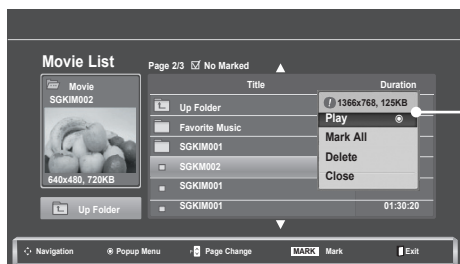 Movie List
Page 2/3 No Marked
Movie
SGKIM002
640x480, 720KB
Up Folder
Title
Duration
Up Folder
Favorite Music
SGKIM001
SGKM002
SGKIM001
SGKIM001
01:30:20
1366x768, 125KB
Play
Mark All
Delete
Close
Navigation
Popup Menu
P Page Change
MARK Mark
Exit